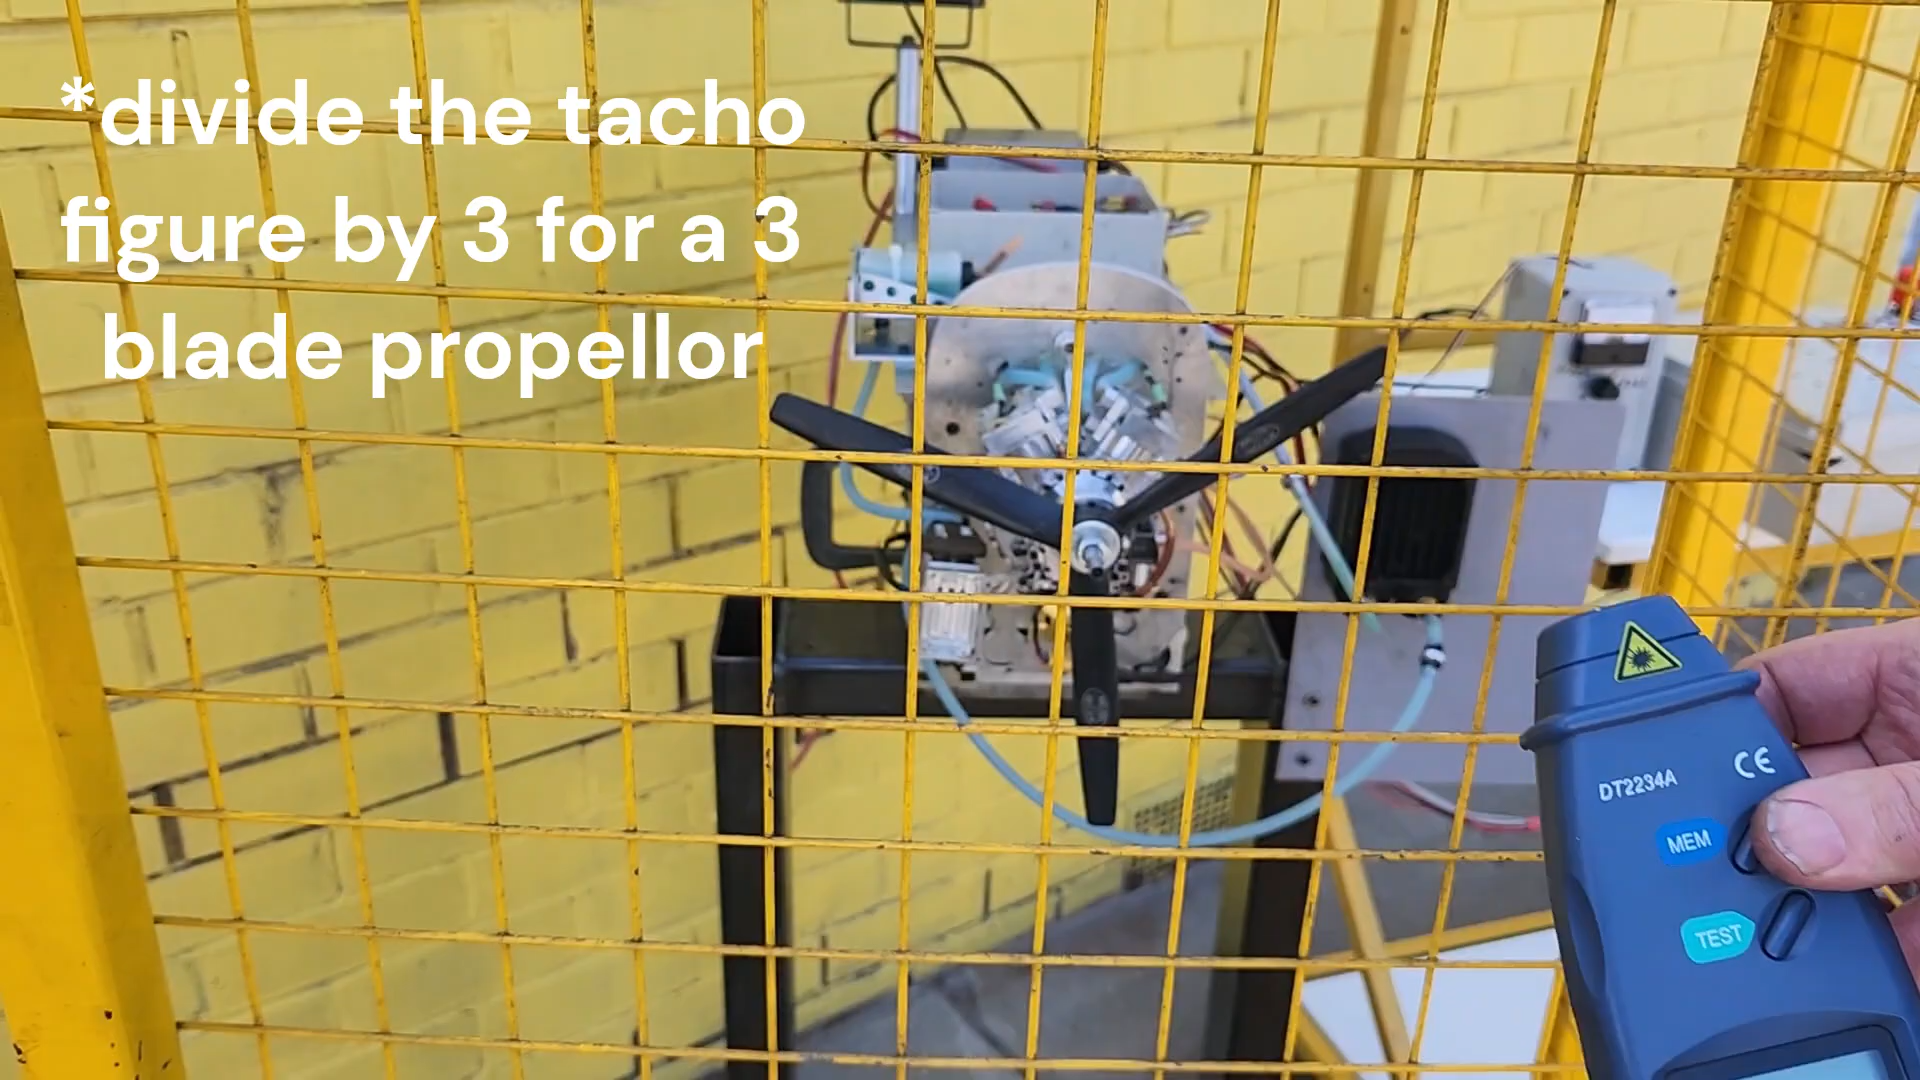 *divide the tacho
figure by 3 for a 3
blade propellor
DT2234A
CE
MEM
TEST